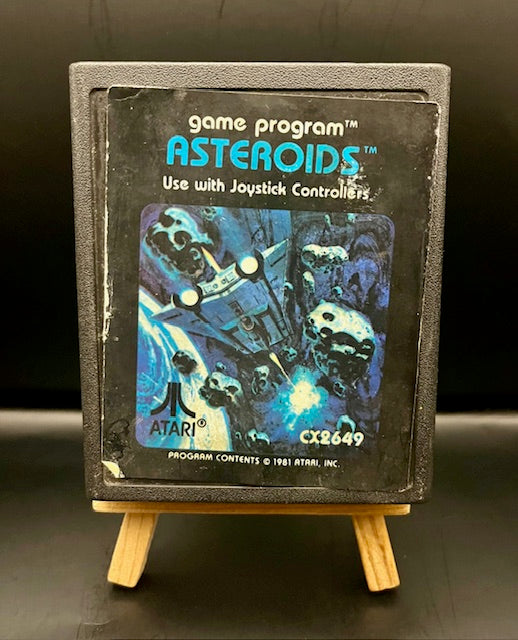 game program™
ASTEROIDS™
Use with Joystick Controllers
ATARI®
CX2649
PROGRAM CONTENTS © 1981 ATARI, INC.